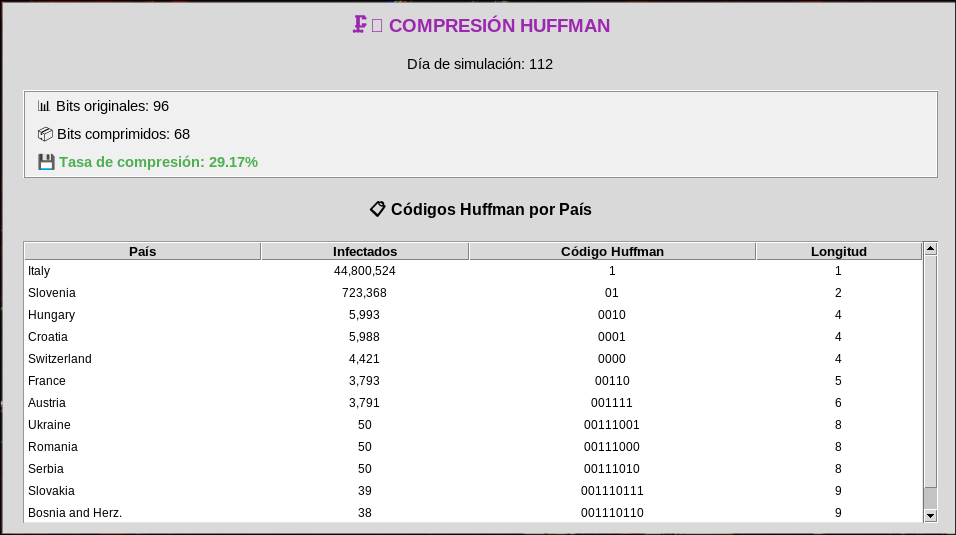 🗜️ COMPRESIÓN HUFFMAN
Día de simulación: 112
📊 Bits originales: 96
📦 Bits comprimidos: 68
💾 Tasa de compresión: 29.17%
📋 Códigos Huffman por País
País Infectados Código Huffman Longitud
Italy 44,800,524 1 1
Slovenia 723,368 01 2
Hungary 5,993 0010 4
Croatia 5,988 0001 4
Switzerland 4,421 0000 4
France 3,793 00110 5
Austria 3,791 001111 6
Ukraine 50 00111001 8
Romania 50 00111000 8
Serbia 50 00111010 8
Slovakia 39 001110111 9
Bosnia and Herz. 38 001110110 9